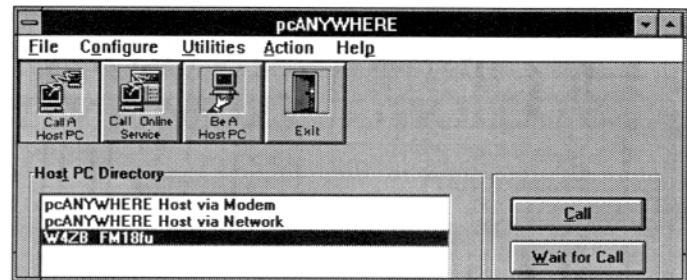 pcANYWHERE
File Configure Utilities Action Help
Call A
Host PC
Call Online
Service
Be A
Host PC
Exit
Host PC Directory
pcANYWHERE Host via Modem
pcANYWHERE Host via Network
W4ZB FM18fu
Call
Wait for Call